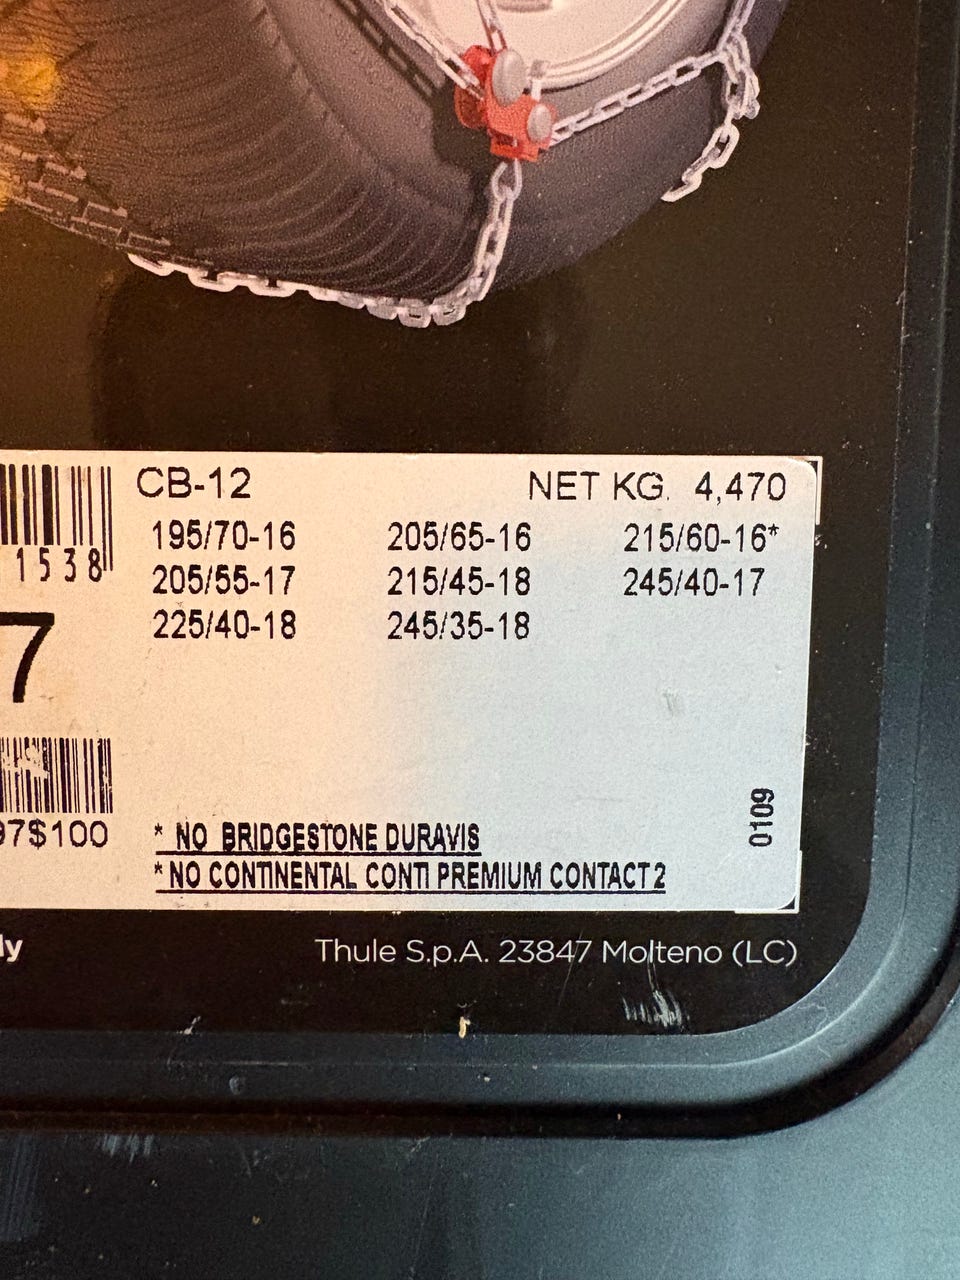 CB-12 NET KG. 4,470
195/70-16 205/65-16 215/60-16*
205/55-17 215/45-18 245/40-17
225/40-18 245/35-18
1538
7
97$100
0109
* NO BRIDGESTONE DURAVIS
* NO CONTINENTAL CONTI PREMIUM CONTACT 2
ly
Thule S.p.A. 23847 Molteno (LC)